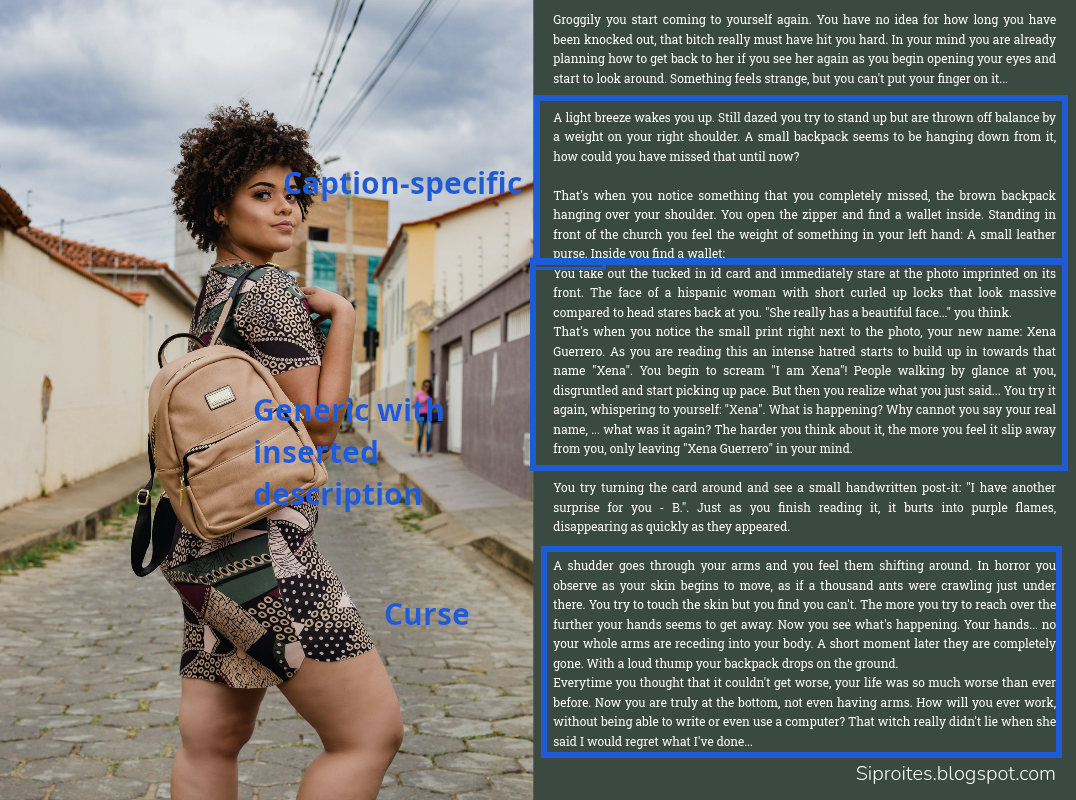 Groggily you start coming to yourself again. You have no idea for how long you have
been knocked out, that bitch really must have hit you hard. In your mind you are already
planning how to get back to her if you see her again as you begin opening your eyes and
start to look around. Something feels strange, but you can't put your finger on it...
Caption-specific
A light breeze wakes you up. Still dazed you try to stand up but are thrown off balance by
a weight on your right shoulder. A small backpack seems to be hanging down from it,
how could you have missed that until now?
That's when you notice something that you completely missed, the brown backpack
hanging over your shoulder. You open the zipper and find a wallet inside. Standing in
front of the church you feel the weight of something in your left hand: A small leather
purse. Inside you find a wallet:
Generic with
inserted
description
You take out the tucked in id card and immediately stare at the photo imprinted on its
front. The face of a hispanic woman with short curled up locks that look massive
compared to head stares back at you. "She really has a beautiful face..." you think.
That's when you notice the small print right next to the photo, your new name: Xena
Guerrero. As you are reading this an intense hatred starts to build up in towards that
name "Xena". You begin to scream "I am Xena"! People walking by glance at you,
disgruntled and start picking up pace. But then you realize what you just said... You try it
again, whispering to yourself: "Xena". What is happening? Why cannot you say your real
name, ... what was it again? The harder you think about it, the more you feel it slip away
from you, only leaving "Xena Guerrero" in your mind.
You try turning the card around and see a small handwritten post-it: "I have another
surprise for you - B.". Just as you finish reading it, it burts into purple flames,
disappearing as quickly as they appeared.
Curse
A shudder goes through your arms and you feel them shifting around. In horror you
observe as your skin begins to move, as if a thousand ants were crawling just under
there. You try to touch the skin but you find you can't. The more you try to reach over the
further your hands seems to get away. Now you see what's happening. Your hands... no
your whole arms are receding into your body. A short moment later they are completely
gone. With a loud thump your backpack drops on the ground.
Everytime you thought that it couldn't get worse, your life was so much worse than ever
before. Now you are truly at the bottom, not even having arms. How will you ever work,
without being able to write or even use a computer? That witch really didn't lie when she
said I would regret what I've done...
Siproites.blogspot.com